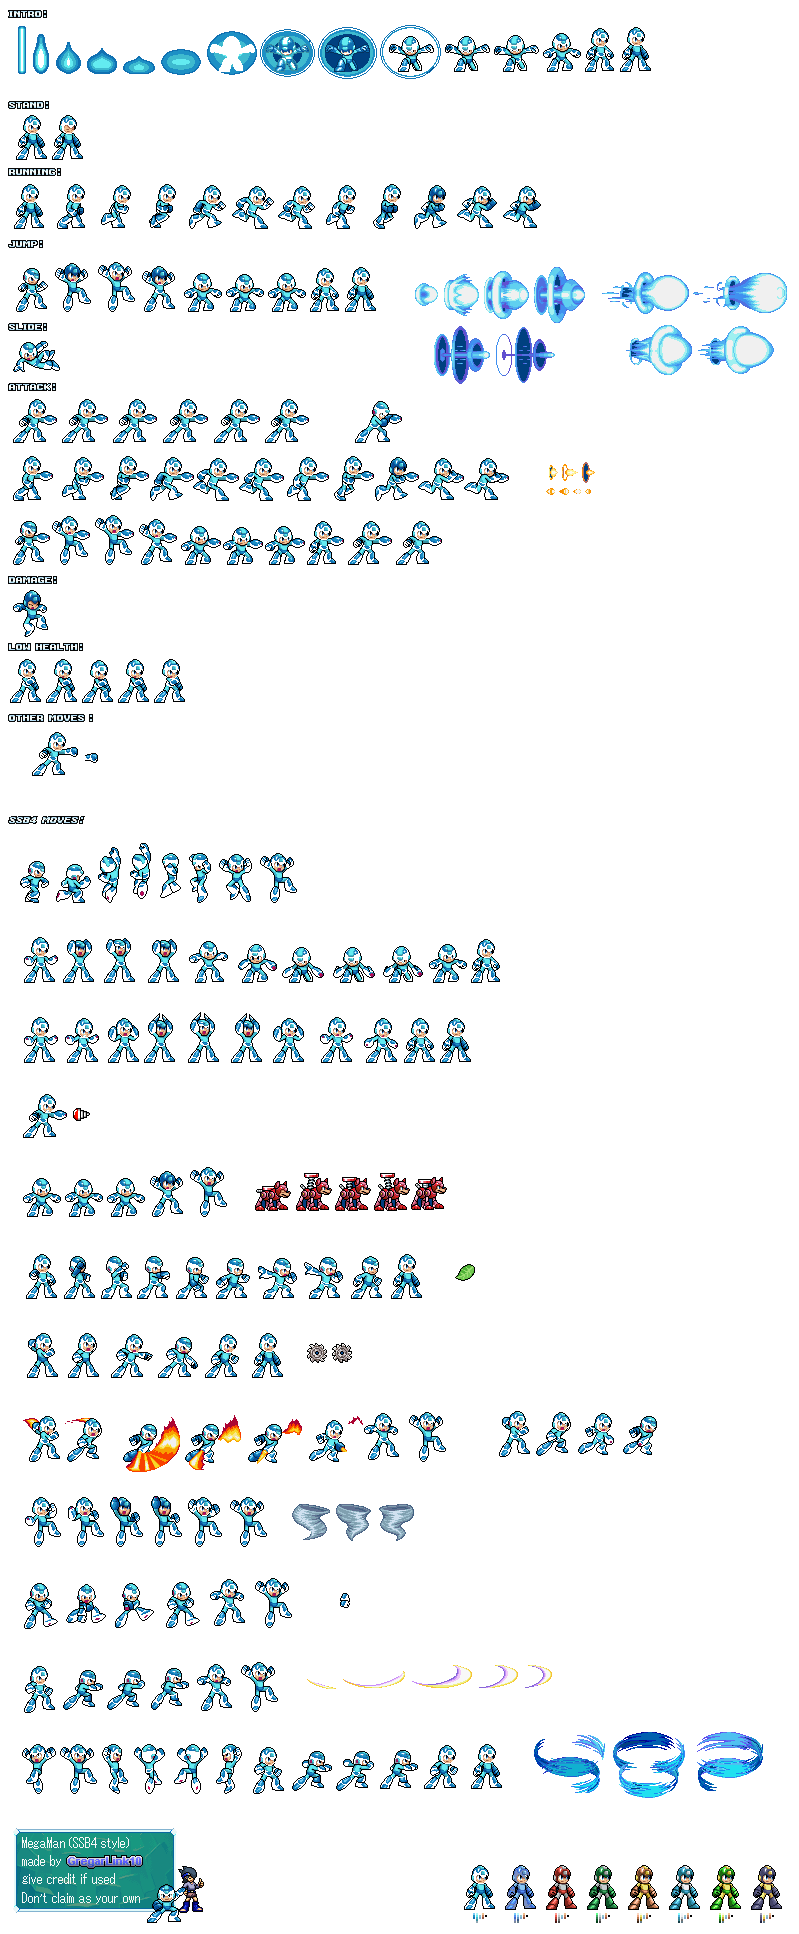 INTRO:
STAND:
RUNNING:
JUMP:
SLIDE:
ATTACK:
DAMAGE:
LOW HEALTH:
OTHER MOVES :
SSB4 MOVES:
MegaMan (SSB4 style)
made by GregarLink10
give credit if used
Don't claim as your own